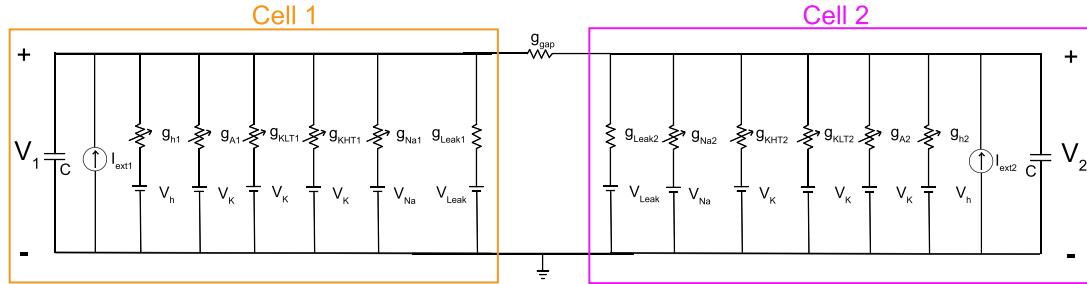 Cell 1
Cell 2
g_gap
+
+
g_h1
g_A1
g_KLT1
g_KHT1
g_Na1
g_Leak1
g_Leak2
g_Na2
g_KHT2
g_KLT2
g_A2
g_h2
V_1
C
I_ext1
I_ext2
C
V_2
V_h
V_K
V_K
V_K
V_Na
V_Leak
V_Leak
V_Na
V_K
V_K
V_K
V_h
-
-